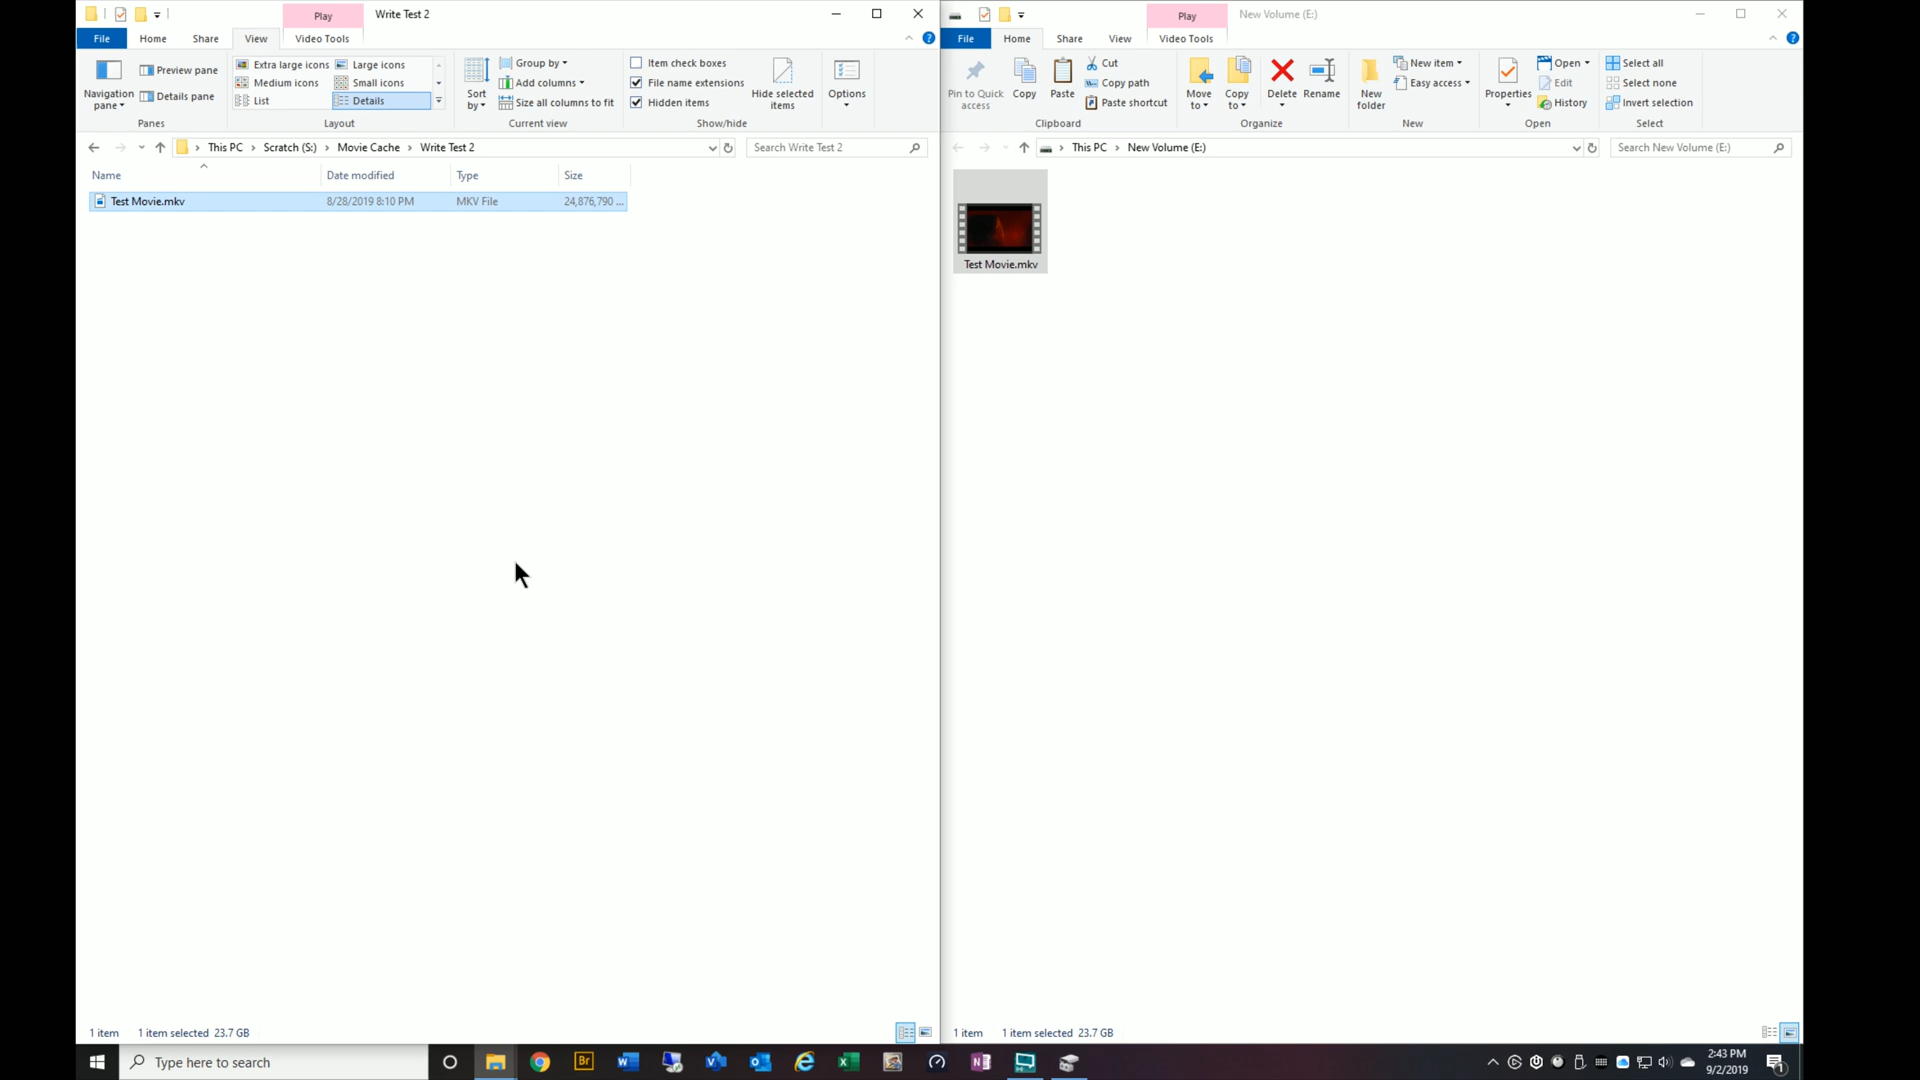 Play
Write Test 2
File
Home
Share
View
Video Tools
Navigation pane
Preview pane
Details pane
Panes
Extra large icons
Large icons
Medium icons
Small icons
List
Details
Layout
Sort by
Group by
Add columns
Size all columns to fit
Current view
Item check boxes
File name extensions
Hidden items
Hide selected items
Show/hide
Options
This PC
Scratch (S:)
Movie Cache
Write Test 2
Search Write Test 2
Name
Date modified
Type
Size
Test Movie.mkv
8/28/2019 8:10 PM
MKV File
24,876,790 ...
1 item
1 item selected 23.7 GB
Play
New Volume (E:)
File
Home
Share
View
Video Tools
Pin to Quick access
Copy
Paste
Cut
Copy path
Paste shortcut
Clipboard
Move to
Copy to
Delete
Rename
Organize
New folder
New item
Easy access
New
Properties
Open
Edit
History
Open
Select all
Select none
Invert selection
Select
This PC
New Volume (E:)
Search New Volume (E:)
Test Movie.mkv
1 item
1 item selected 23.7 GB
Type here to search
Br
2:43 PM
9/2/2019